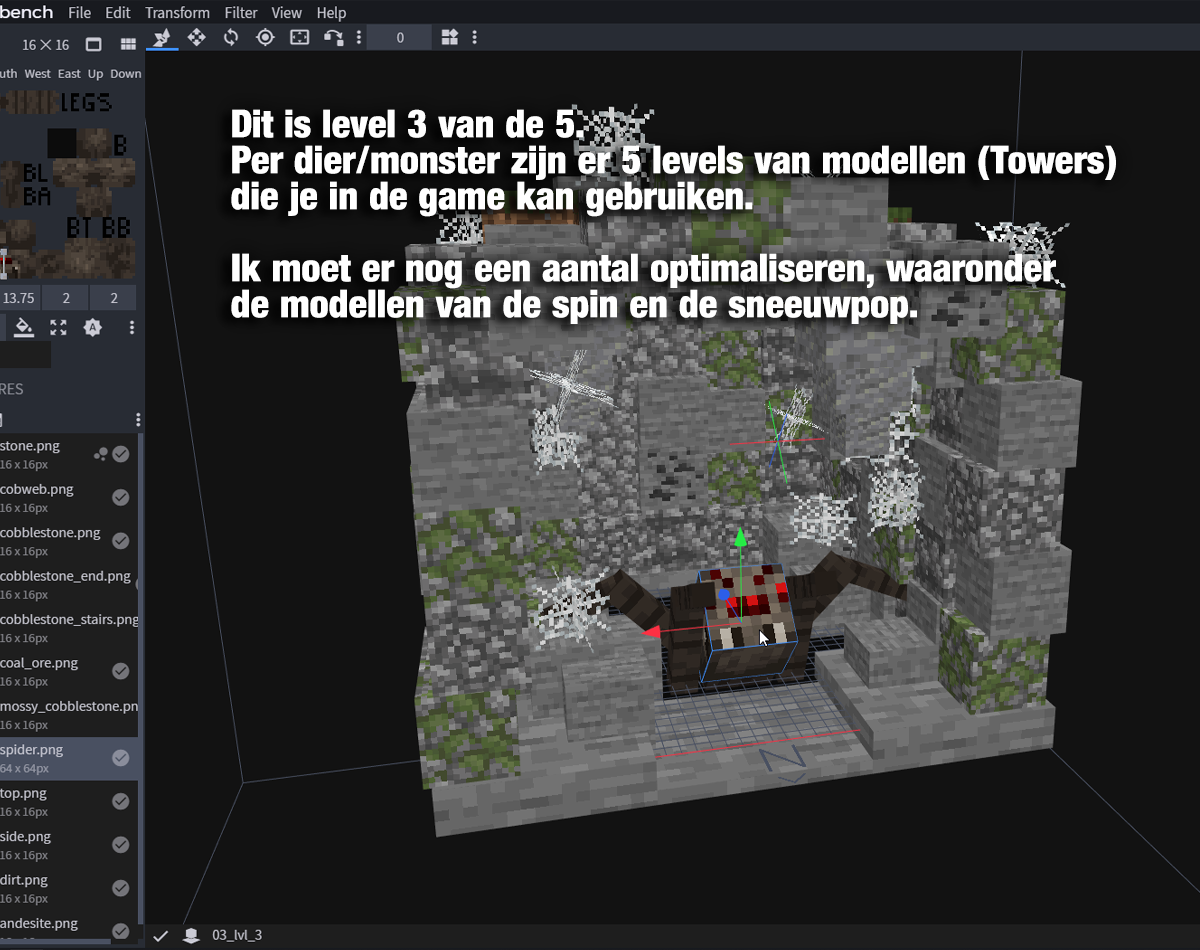 bench File Edit Transform Filter View Help
16×16 0
uth West East Up Down
LEGS
B
BL
BA
BT BB
Dit is level 3 van de 5.
Per dier/monster zijn er 5 levels van modellen (Towers)
die je in de game kan gebruiken.
Ik moet er nog een aantal optimaliseren, waaronder
de modellen van de spin en de sneeuwpop.
13.75 2 2
A
RES
stone.png
16 x 16px
cobweb.png
16 x 16px
cobblestone.png
16 x 16px
cobblestone_end.png
16 x 16px
cobblestone_stairs.png
16 x 16px
coal_ore.png
16 x 16px
mossy_cobblestone.pn
16 x 16px
spider.png
64 x 64px
top.png
16 x 16px
side.png
16 x 16px
dirt.png
16 x 16px
andesite.png
N
03_lvl_3